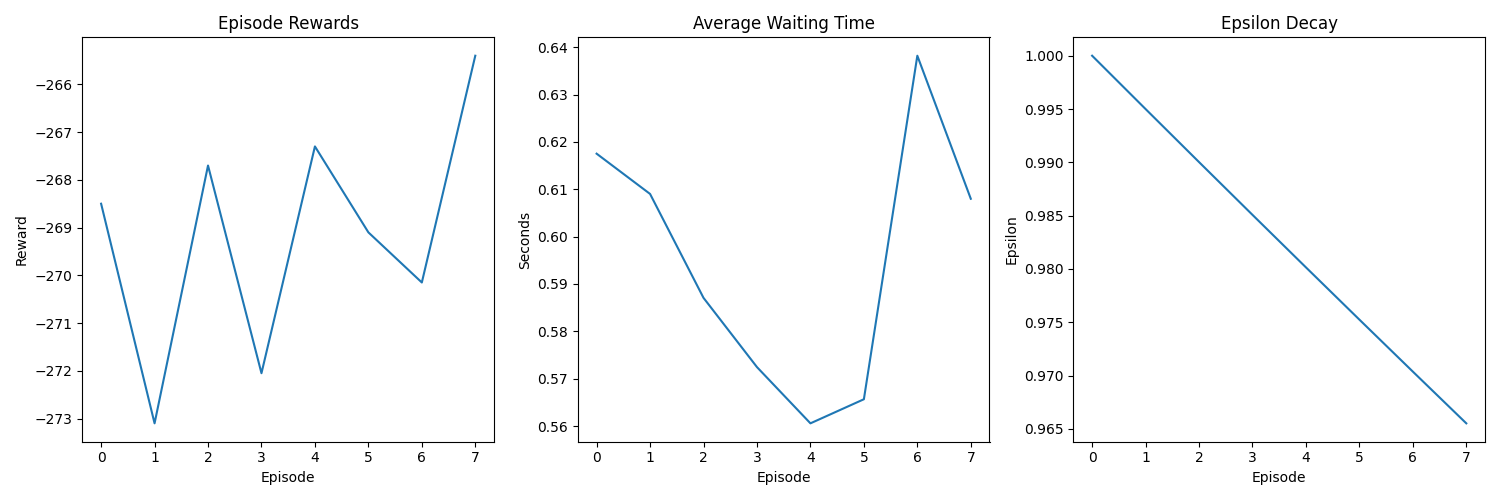 Episode Rewards
Reward
−266
−267
−268
−269
−270
−271
−272
−273
0 1 2 3 4 5 6 7
Episode
Average Waiting Time
Seconds
0.64
0.63
0.62
0.61
0.60
0.59
0.58
0.57
0.56
0 1 2 3 4 5 6 7
Episode
Epsilon Decay
Epsilon
1.000
0.995
0.990
0.985
0.980
0.975
0.970
0.965
0 1 2 3 4 5 6 7
Episode